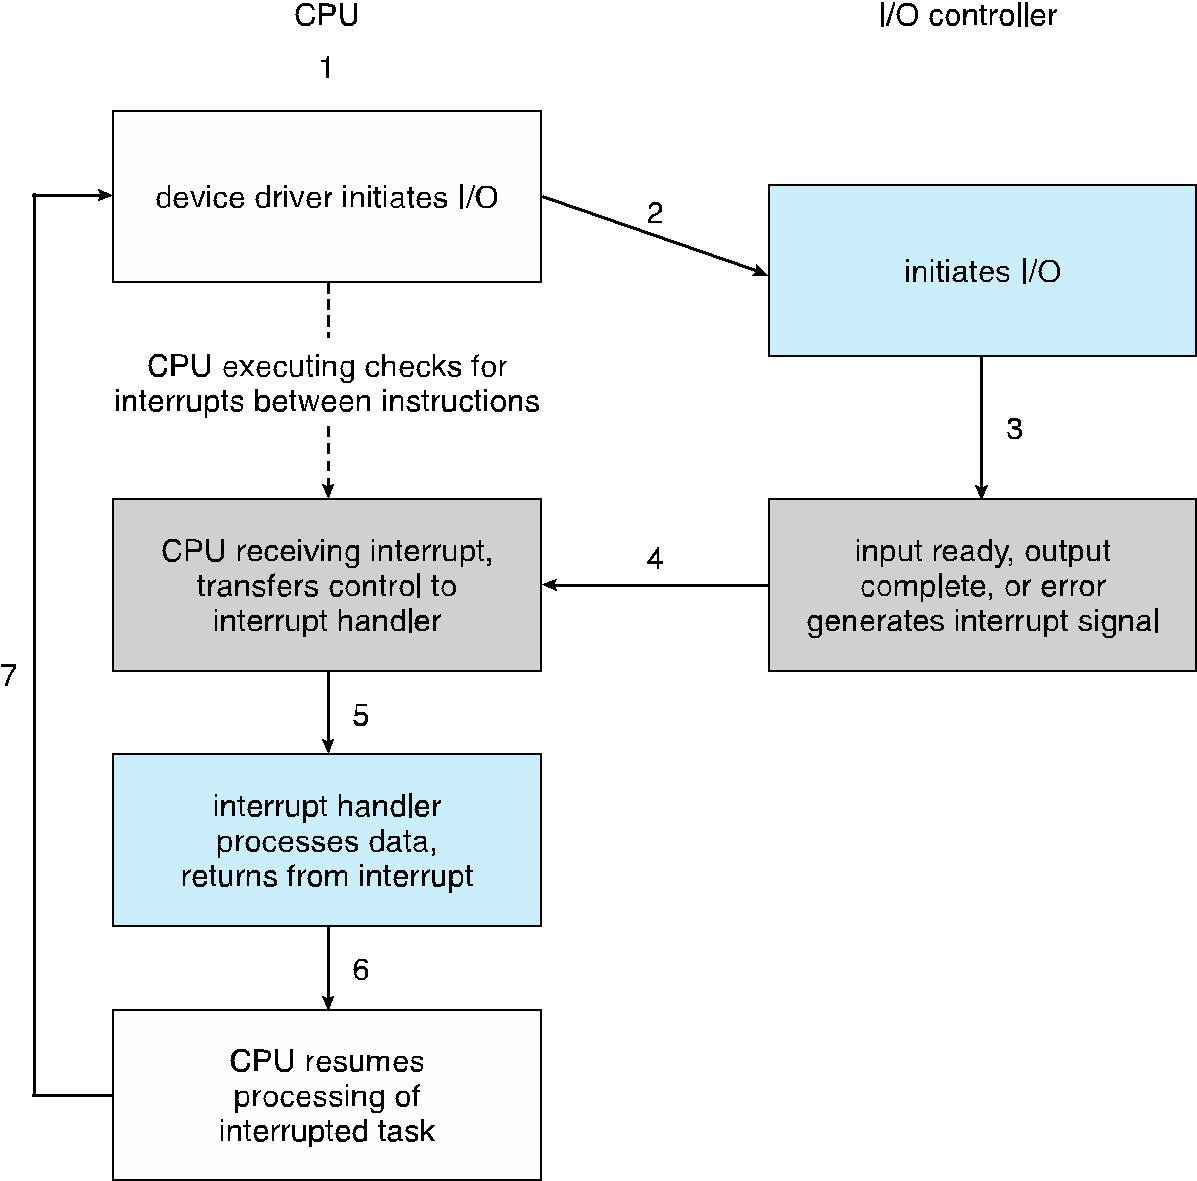 CPU
I/O controller
1
device driver initiates I/O
2
initiates I/O
CPU executing checks for
interrupts between instructions
3
CPU receiving interrupt,
transfers control to
interrupt handler
4
input ready, output
complete, or error
generates interrupt signal
7
5
interrupt handler
processes data,
returns from interrupt
6
CPU resumes
processing of
interrupted task